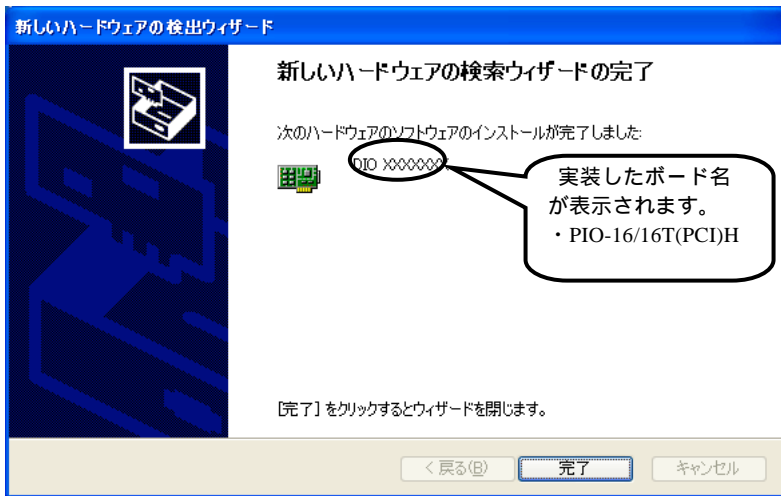 新しいハードウェアの検出ウィザード
新しいハードウェアの検索ウィザードの完了
次のハードウェアのソフトウェアのインストールが完了しました:
DIO XXXXXXX
実装したボード名
が表示されます。
・PIO-16/16T(PCI)H
[完了] をクリックするとウィザードを閉じます。
< 戻る(B)
完了
キャンセル